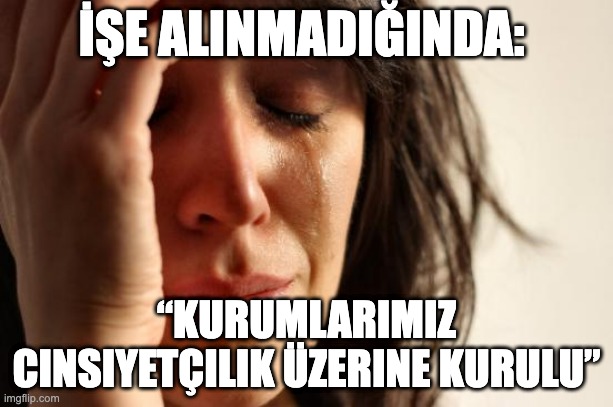 İŞE ALINMADIĞINDA:
“KURUMLARIMIZ
CINSIYETÇILIK ÜZERINE KURULU”
imgflip.com